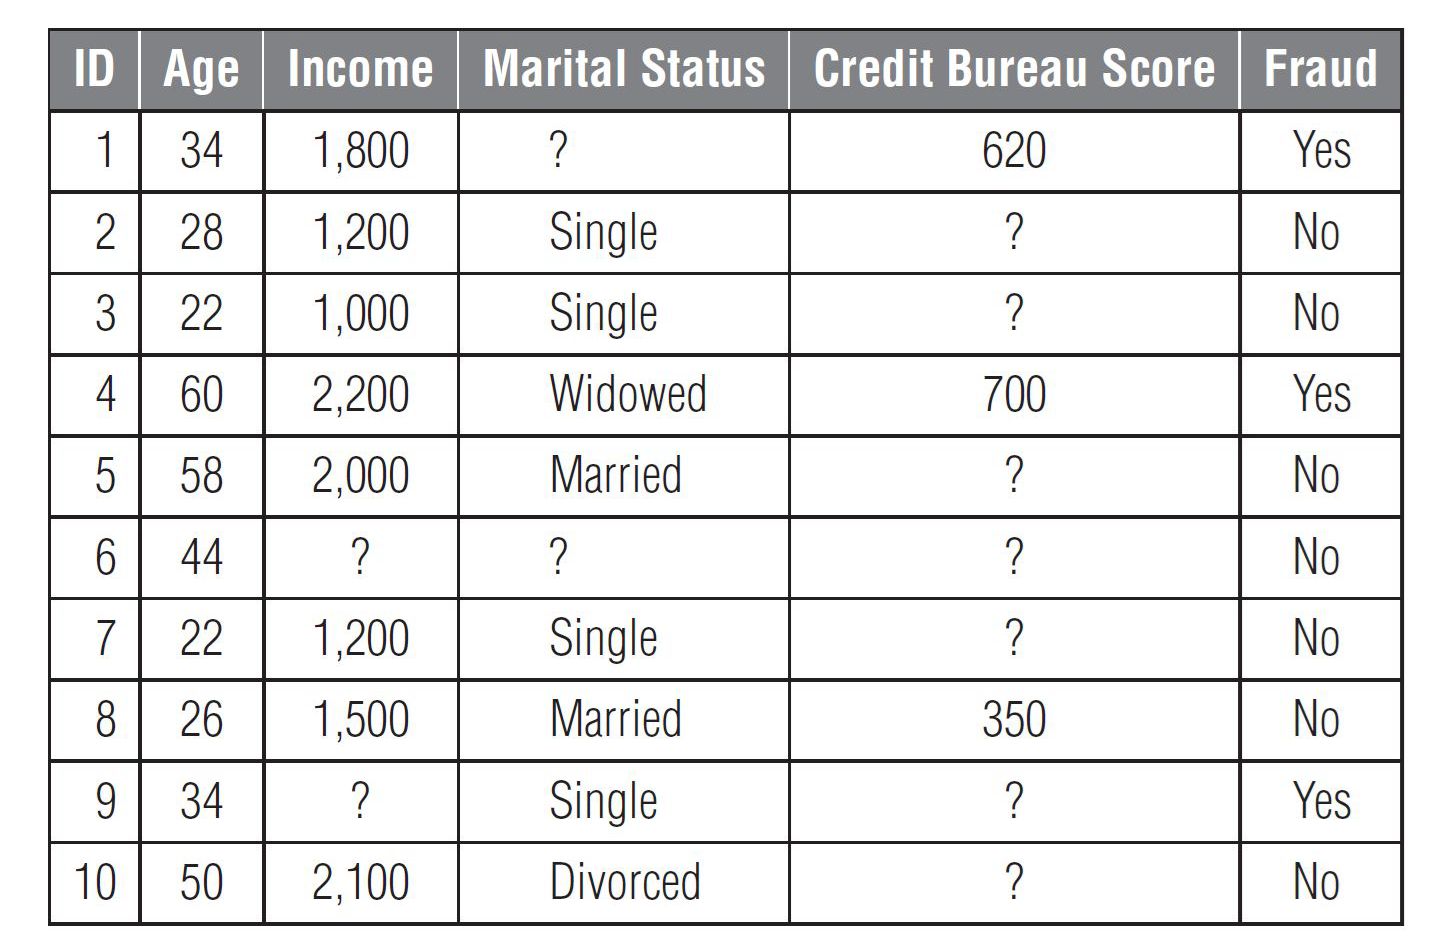 ID Age Income Marital Status Credit Bureau Score Fraud
1 34 1,800 ? 620 Yes
2 28 1,200 Single ? No
3 22 1,000 Single ? No
4 60 2,200 Widowed 700 Yes
5 58 2,000 Married ? No
6 44 ? ? ? No
7 22 1,200 Single ? No
8 26 1,500 Married 350 No
9 34 ? Single ? Yes
10 50 2,100 Divorced ? No